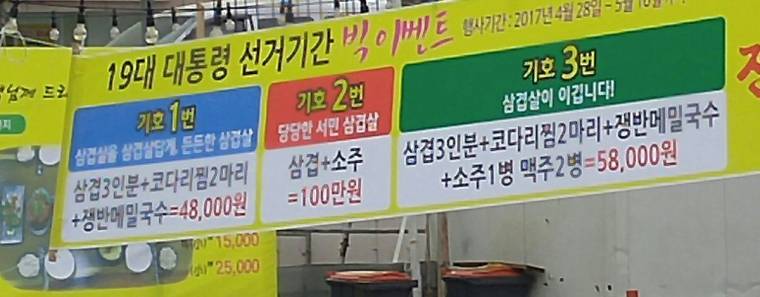 19대 대통령 선거기간 빅이벤트 행사기간 : 2017년 4월 28일 ~ 5월
기호 1번
삼겹살을 삼겹살답게, 든든한 삼겹살
삼겹3인분+코다리찜2마리
+쟁반메밀국수=48,000원
기호 2번
당당한 서민 삼겹살
삼겹+소주
=100만원
기호 3번
삼겹살이 이깁니다!
삼겹3인분+코다리찜2마리+쟁반메밀국수
+소주1병 맥주2병=58,000원
15,000
(小) 25,000